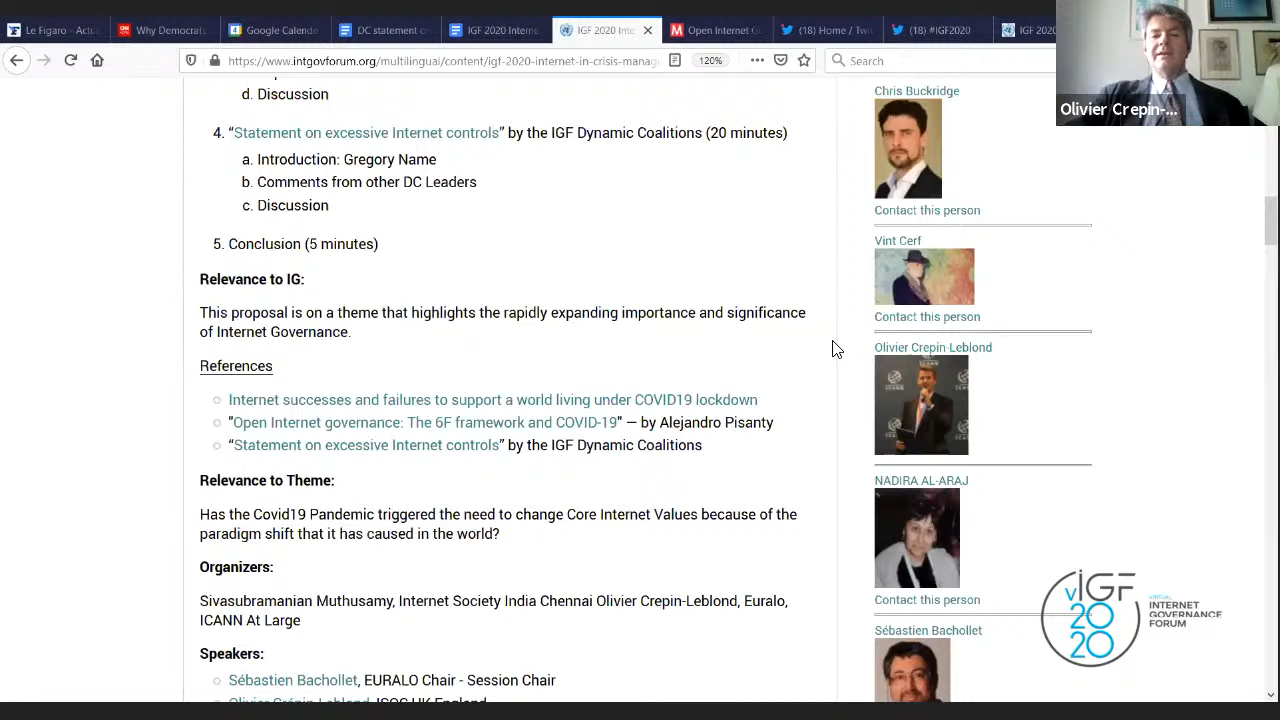 Le Figaro - Actu
Why Democrats
Google Calenda
DC statement o
IGF 2020 Interne
IGF 2020 Inte
Open Internet G
(18) Home / Twi
(18) #IGF2020
IGF 2020
https://www.intgovforum.org/multilingual/content/igf-2020-internet-in-crisis-manag
120%
Search
Olivier Crepin-...
d. Discussion
4. “Statement on excessive Internet controls” by the IGF Dynamic Coalitions (20 minutes)
a. Introduction: Gregory Name
b. Comments from other DC Leaders
c. Discussion
5. Conclusion (5 minutes)
Relevance to IG:
This proposal is on a theme that highlights the rapidly expanding importance and significance
of Internet Governance.
References
Internet successes and failures to support a world living under COVID19 lockdown
"Open Internet governance: The 6F framework and COVID-19" — by Alejandro Pisanty
“Statement on excessive Internet controls” by the IGF Dynamic Coalitions
Relevance to Theme:
Has the Covid19 Pandemic triggered the need to change Core Internet Values because of the
paradigm shift that it has caused in the world?
Organizers:
Sivasubramanian Muthusamy, Internet Society India Chennai Olivier Crepin-Leblond, Euralo,
ICANN At Large
Speakers:
Sébastien Bachollet, EURALO Chair - Session Chair
Olivier Crépin-Leblond, ISOC UK England
Chris Buckridge
Contact this person
Vint Cerf
Contact this person
Olivier Crepin-Leblond
NADIRA AL-ARAJ
Contact this person
Sébastien Bachollet
vIGF
20
20
VIRTUAL
INTERNET
GOVERNANCE
FORUM